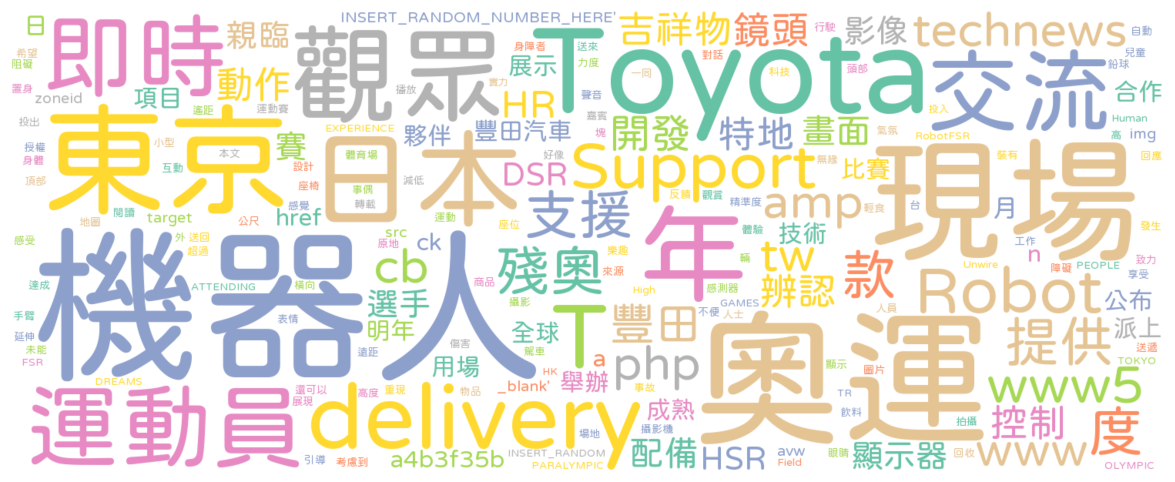 日
即時
親臨
INSERT_RANDOM_NUMBER_HERE'
觀眾
Toyota
吉祥物
鏡頭
影像
行駛
technews
自動
希望
阻礙
置身
zoneid
項目
動作
運動賽
播放
身障者
展示
送來
力度
HR
一同
對話
科技
頭部
交流
兒童
鉛球
合作
投出
遙距
EXPERIENCE
實力
聲音
嘉賓
投入
Human
東京
賽
夥伴
豐田汽車
塊
開發
特地
畫面
氣氛
RobotFSR
高
img
授權
身體
頂部
小型
互動
本文
設計
體育場
日本
好像
DSR
Support
無線
比賽
裝有
回應
現場
閱讀
地圖
感覺
座椅
事偶
轉載
減低
運動
座位
支援
反饋
觀賞
精準度
amp
輕食
台
月
發生
target
公尺
href
感受
外
送回
超過
src
原地
ck
cb
殘奧
樂趣
年
體驗
技術
輛
tw
款
工作
n
致力
達成
ATTENDING
橫向
機器人
選手
商品
攝影
來源
High
感測器
辨認
Unwire
障礙
PEOPLE
享受
手臂
延伸
未能
FSR
表情
明年
遠距
駕車
傷害
全球
T
豐田
不便
GAMES
人士
Robot
人員
公布
派上
送遞
TOKYO
提供
DREAMS
還可以
展現
用場
高度
重現
物品
HK
a
_blank'
舉辦
php
事故
奧運
顯示
圖片
TR
飲料
www5
運動員
引導
考慮到
delivery
a4b3f35b
場地
成熟
攝影機
INSERT_RANDOM
PARALYMPIC
配備
HSR
avw
Field
眼睛
顯示器
回收
拍攝
www
控制
度
OLYMPIC